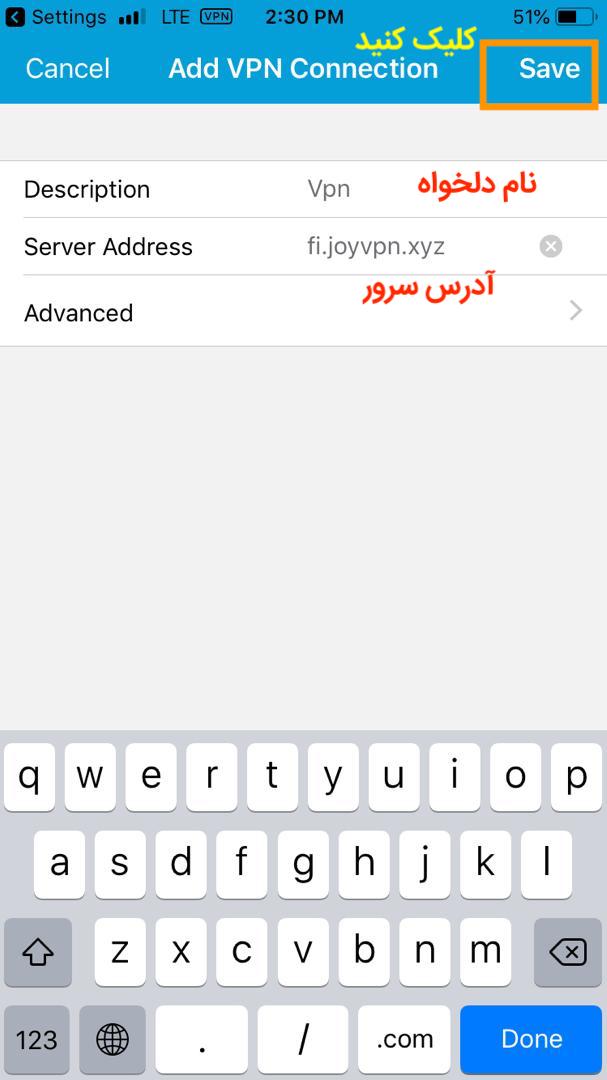 Settings LTE VPN 2:30 PM 51%
کلیک کنید
Cancel Add VPN Connection Save
Description Vpn نام دلخواه
Server Address fi.joyvpn.xyz
آدرس سرور
Advanced
q w e r t y u i o p
a s d f g h j k l
z x c v b n m
123 . / .com Done